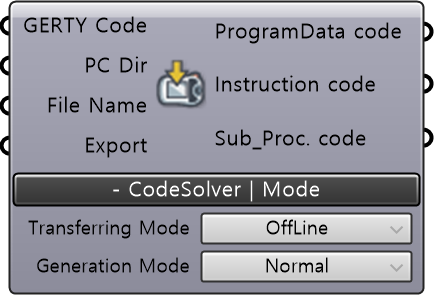 GERTY Code
PC Dir
File Name
Export
ProgramData code
Instruction code
Sub_Proc. code
- CodeSolver | Mode
Transferring Mode OffLine
Generation Mode Normal